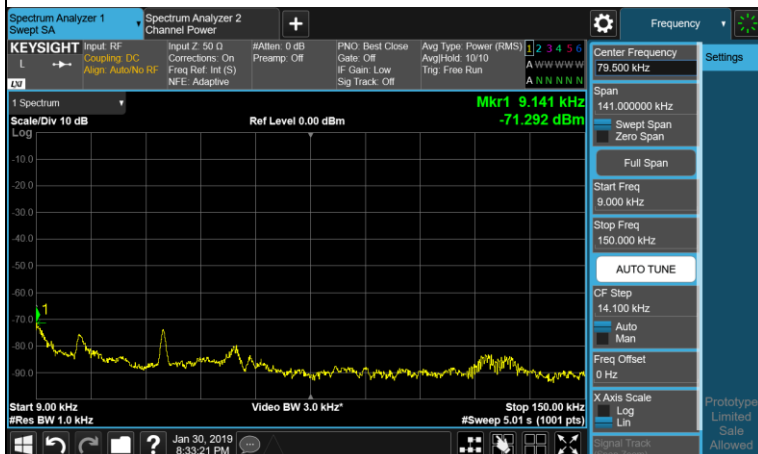 Spectrum Analyzer 1
Swept SA
Spectrum Analyzer 2
Channel Power
Frequency
KEYSIGHT
L
LXI
Input: RF
Coupling: DC
Align: Auto/No RF
Input Z: 50 Ω
Corrections: On
Freq Ref: Int (S)
NFE: Adaptive
#Atten: 0 dB
Preamp: Off
PNO: Best Close
Gate: Off
IF Gain: Low
Sig Track: Off
Avg Type: Power (RMS)
Avg|Hold: 10/10
Trig: Free Run
1 2 3 4 5 6
A W W W W W
A N N N N N
1 Spectrum
Scale/Div 10 dB
Log
Ref Level 0.00 dBm
Mkr1 9.141 kHz
-71.292 dBm
-10.0
-20.0
-30.0
-40.0
-50.0
-60.0
-70.0
-80.0
-90.0
1
Start 9.00 kHz
#Res BW 1.0 kHz
Video BW 3.0 kHz*
Stop 150.00 kHz
#Sweep 5.01 s (1001 pts)
?
Jan 30, 2019
8:33:21 PM
Center Frequency
79.500 kHz
Settings
Span
141.000000 kHz
Swept Span
Zero Span
Full Span
Start Freq
9.000 kHz
Stop Freq
150.000 kHz
AUTO TUNE
CF Step
14.100 kHz
Auto
Man
Freq Offset
0 Hz
X Axis Scale
Log
Lin
Signal Track
Prototype
Limited
Sale
Allowed